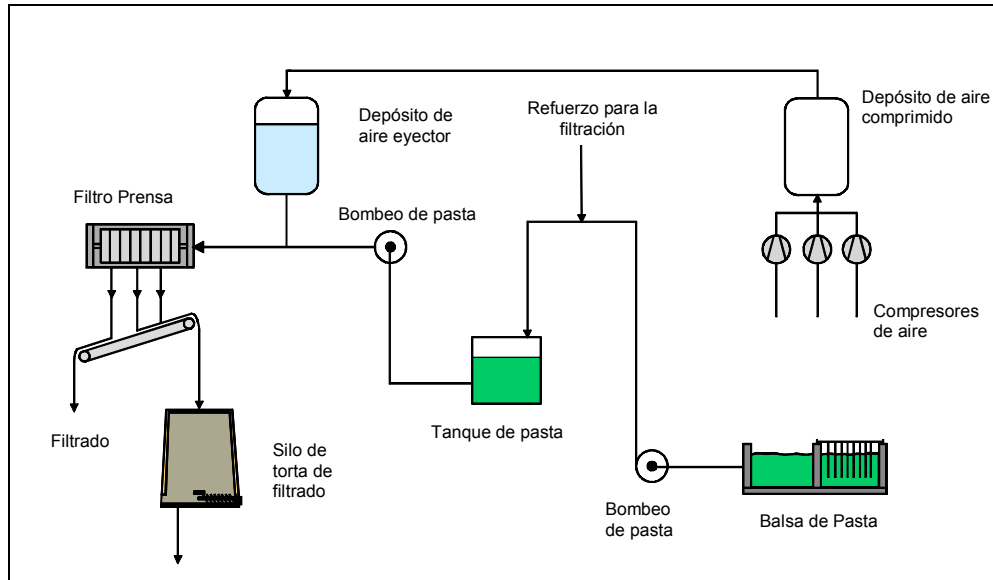 Depósito de
aire eyector
Refuerzo para la
filtración
Depósito de aire
comprimido
Filtro Prensa
Bombeo de pasta
Compresores
de aire
Tanque de pasta
Filtrado
Silo de
torta de
filtrado
Bombeo
de pasta
Balsa de Pasta